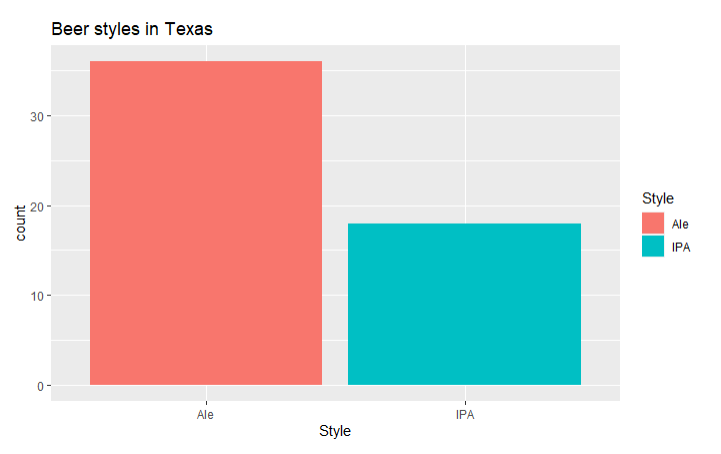 Beer styles in Texas
count
30
20
10
0
Ale
IPA
Style
Style
Ale
IPA